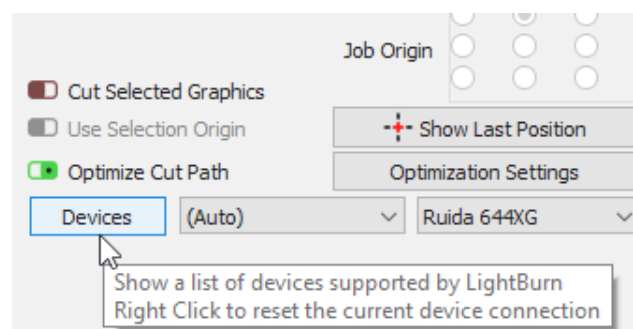 Job Origin
Cut Selected Graphics
Use Selection Origin
Show Last Position
Optimize Cut Path
Optimization Settings
Devices
(Auto)
Ruida 644XG
Show a list of devices supported by LightBurn
Right Click to reset the current device connection